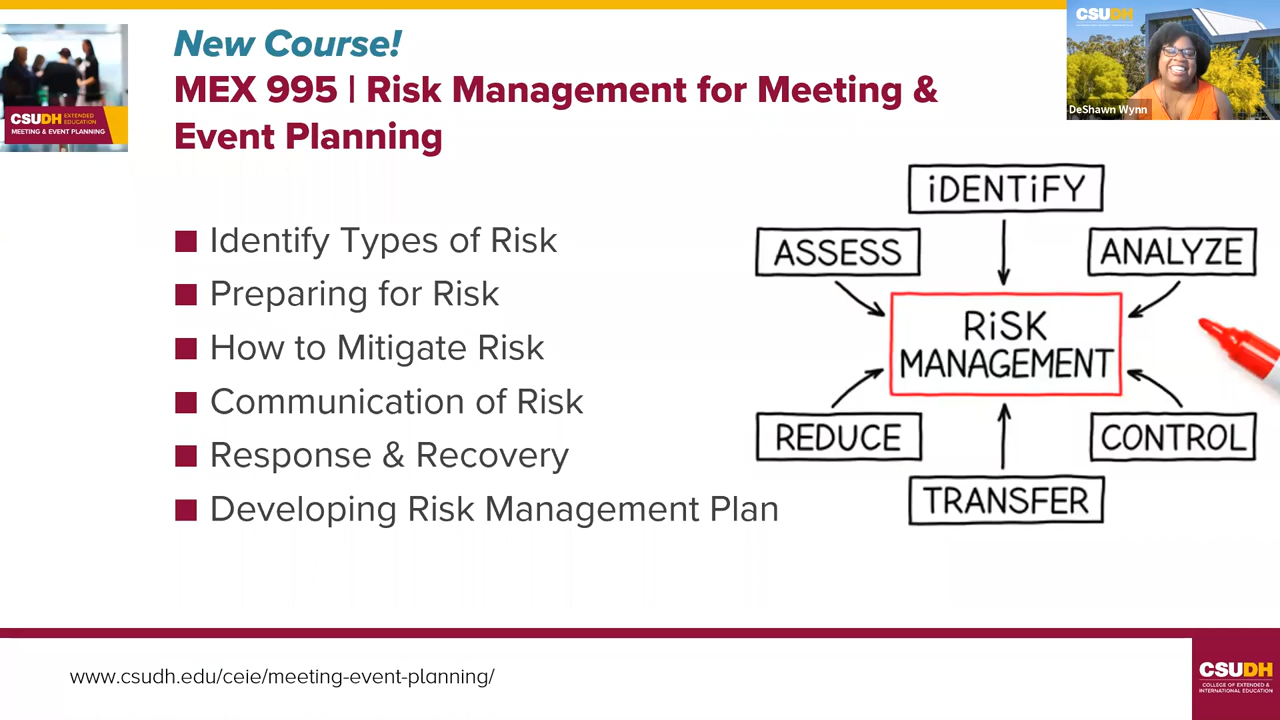 New Course!
MEX 995 | Risk Management for Meeting &
Event Planning
CSUDH EXTENDED
EDUCATION
MEETING & EVENT PLANNING
CSUDH
DeShawn Wynn
■ Identify Types of Risk
■ Preparing for Risk
■ How to Mitigate Risk
■ Communication of Risk
■ Response & Recovery
■ Developing Risk Management Plan
iDENTiFY
ASSESS
ANALYZE
RiSK
MANAGEMENT
REDUCE
CONTROL
TRANSFER
www.csudh.edu/ceie/meeting-event-planning/
CSUDH
COLLEGE OF EXTENDED &
INTERNATIONAL EDUCATION